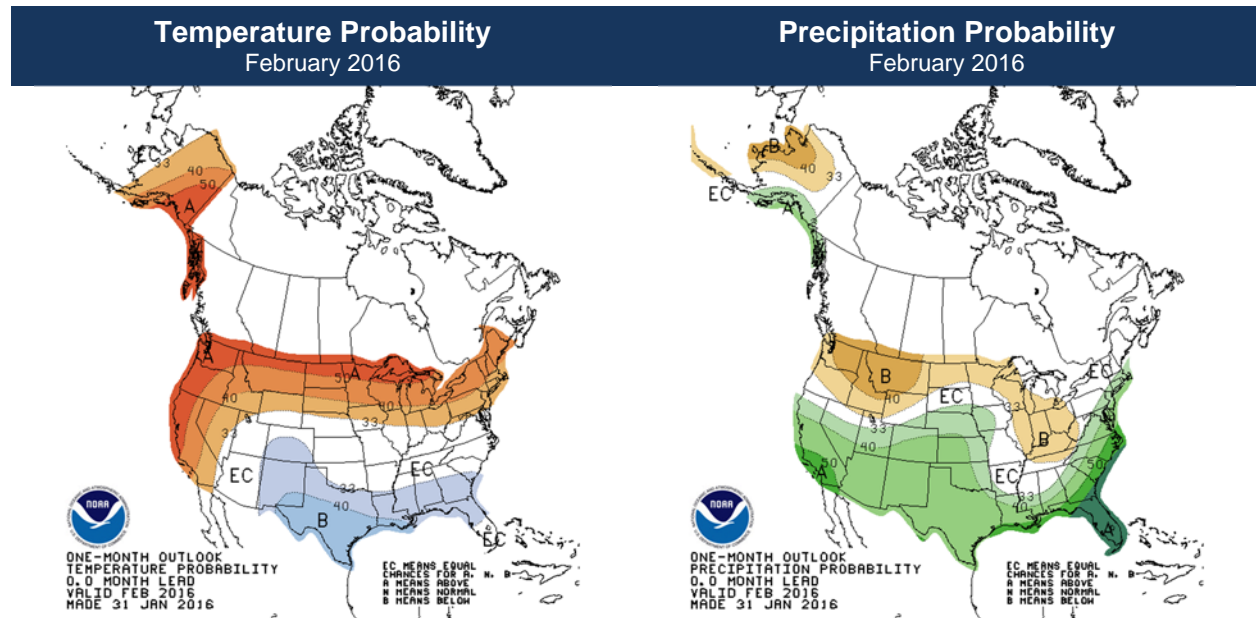 Temperature Probability
February 2016
EC
33
40
50
A
A
A
50
40
40
33
33
EC
EC
33
40
B
EC
NOAA
ONE-MONTH OUTLOOK
TEMPERATURE PROBABILITY
0.0 MONTH LEAD
VALID FEB 2016
MADE 31 JAN 2016
EC MEANS EQUAL
CHANCES FOR A, N, B
A MEANS ABOVE
N MEANS NORMAL
B MEANS BELOW
Precipitation Probability
February 2016
B
40
33
EC
A
EC
B
40
EC
33
33
40
B
50
A
EC
50
33
40
A
NOAA
ONE-MONTH OUTLOOK
PRECIPITATION PROBABILITY
0.0 MONTH LEAD
VALID FEB 2016
MADE 31 JAN 2016
EC MEANS EQUAL
CHANCES FOR A, N, B
A MEANS ABOVE
N MEANS NORMAL
B MEANS BELOW